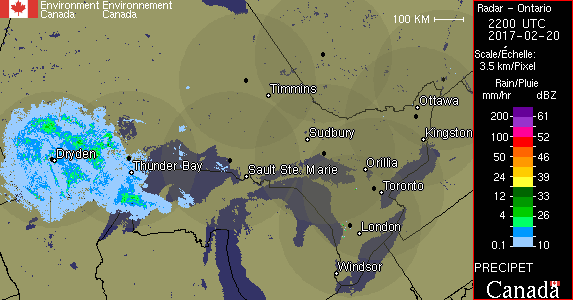 Environment Environnement
Canada Canada
100 KM
Timmins
Ottawa
Sudbury
Kingston
Dryden
Thunder Bay
Sault Ste. Marie
Orillia
Toronto
London
Windsor
Radar - Ontario
2200 UTC
2017-02-20
Scale/Échelle:
3.5 km/Pixel
Rain/Pluie
mm/hr dBZ
200 61
100 52
50 46
24 39
12 33
4 26
0.1 10
PRECIPET
Canada